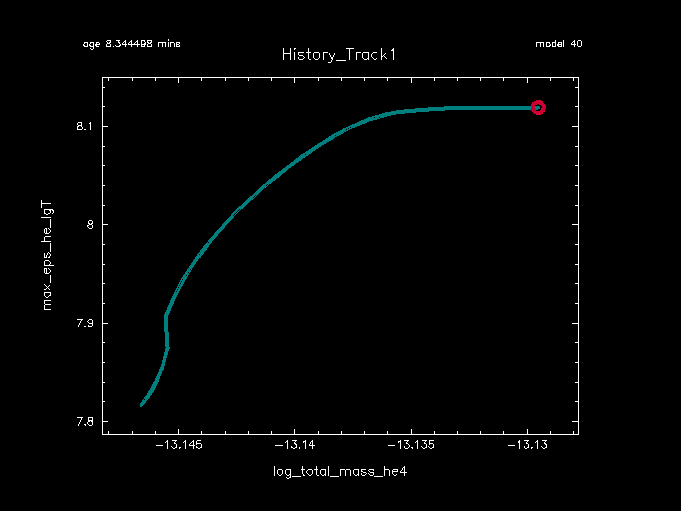 age 8.344498 mins
model 40
History_Track1
8.1
8
7.9
7.8
max_eps_he_lgT
-13.145
-13.14
-13.135
-13.13
log_total_mass_he4